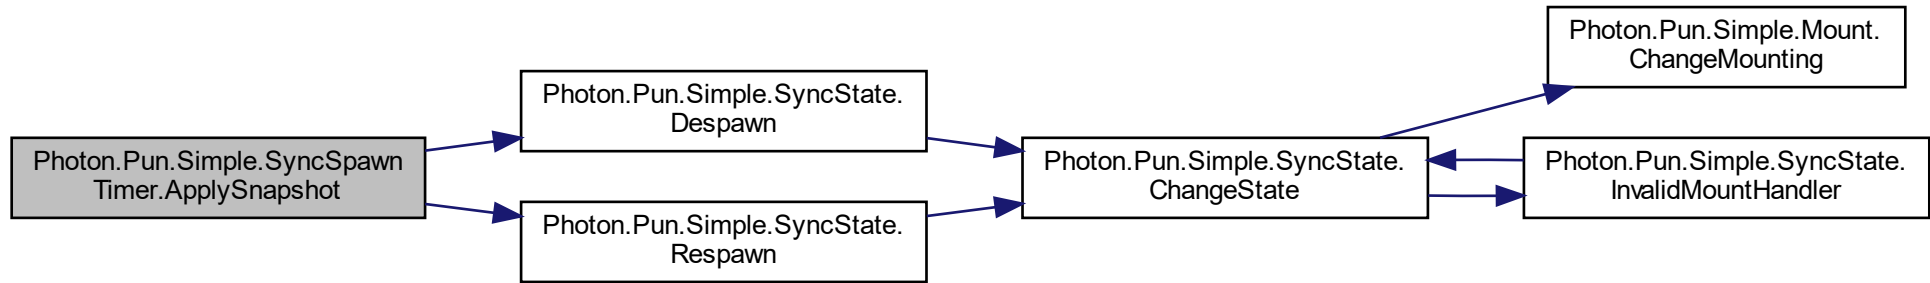 Photon.Pun.Simple.SyncSpawn
Timer.ApplySnapshot
Photon.Pun.Simple.SyncState.
Despawn
Photon.Pun.Simple.SyncState.
Respawn
Photon.Pun.Simple.SyncState.
ChangeState
Photon.Pun.Simple.Mount.
ChangeMounting
Photon.Pun.Simple.SyncState.
InvalidMountHandler